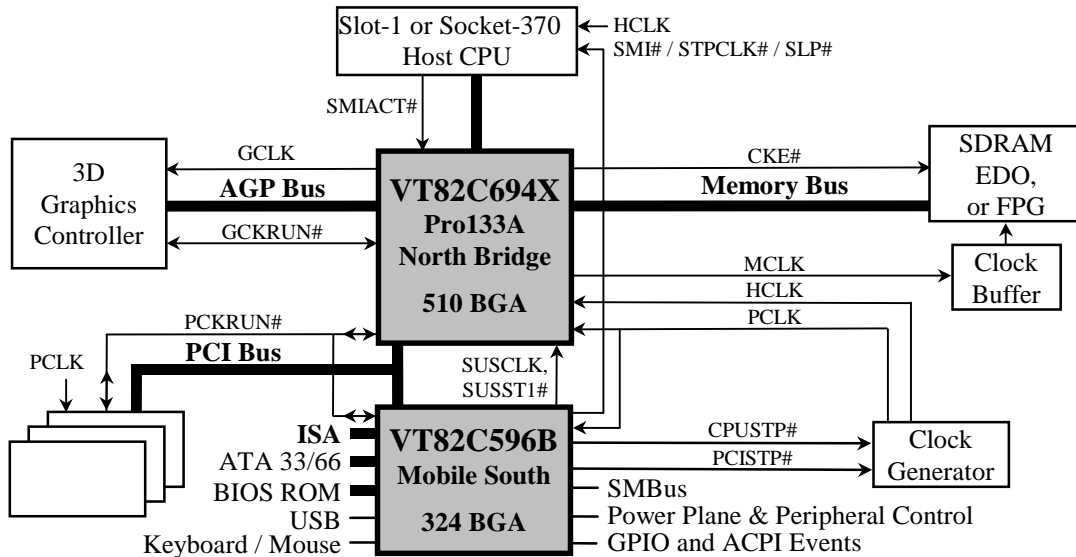 Slot-1 or Socket-370
Host CPU
HCLK
SMI# / STPCLK# / SLP#
SMIACT#
3D
Graphics
Controller
GCLK
AGP Bus
GCKRUN#
VT82C694X
Pro133A
North Bridge
510 BGA
CKE#
Memory Bus
SDRAM
EDO,
or FPG
MCLK
Clock
Buffer
HCLK
PCLK
PCKRUN#
PCI Bus
PCLK
SUSCLK,
SUSST1#
ISA
ATA 33/66
BIOS ROM
USB
Keyboard / Mouse
VT82C596B
Mobile South
324 BGA
CPUSTP#
PCISTP#
Clock
Generator
SMBus
Power Plane & Peripheral Control
GPIO and ACPI Events